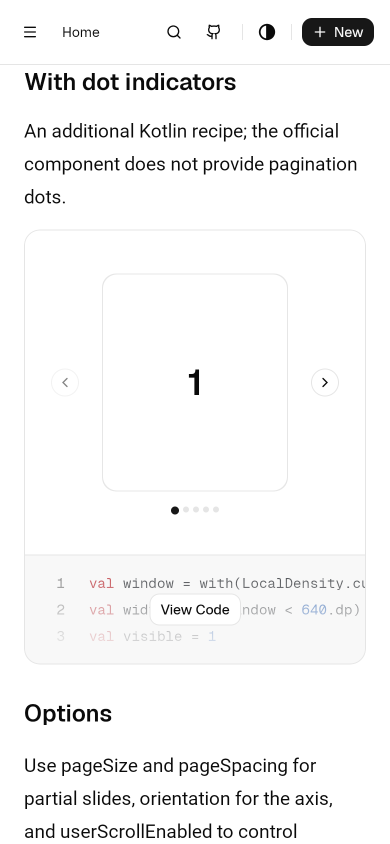 Home
New
With dot indicators
An additional Kotlin recipe; the official
component does not provide pagination
dots.
1
1 val window = with(LocalDensity.cu
2 val wid
View Code
ndow < 640.dp)
3 val visible = 1
Options
Use pageSize and pageSpacing for
partial slides, orientation for the axis,
and userScrollEnabled to control